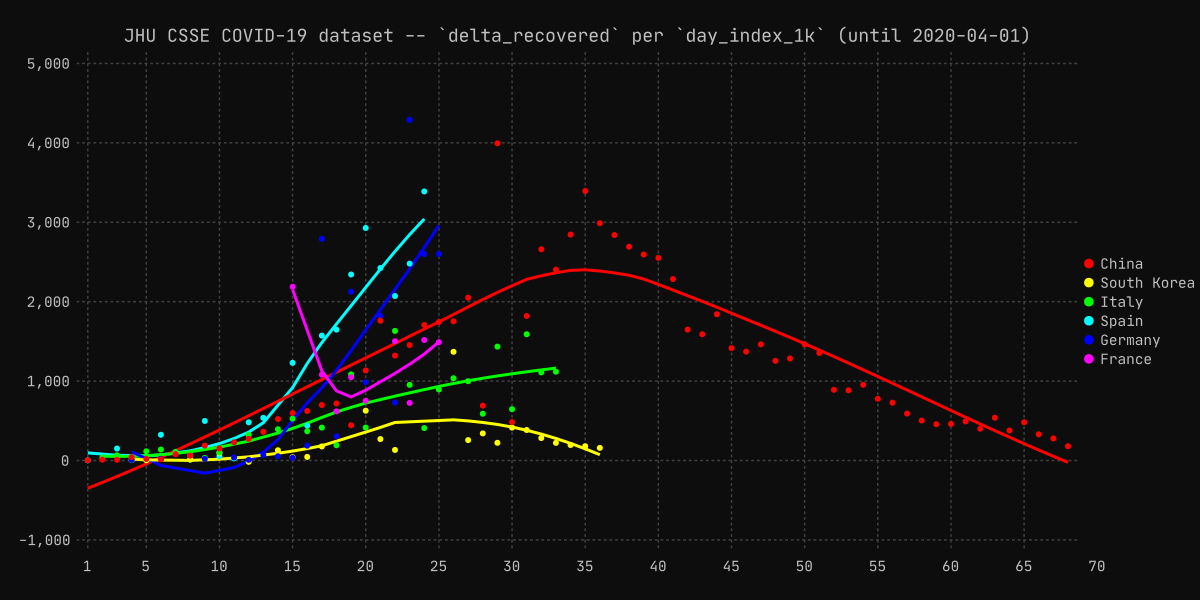 JHU CSSE COVID-19 dataset -- `delta_recovered` per `day_index_1k` (until 2020-04-01)
5,000
4,000
3,000
2,000
1,000
0
-1,000
1 5 10 15 20 25 30 35 40 45 50 55 60 65 70
China
South Korea
Italy
Spain
Germany
France